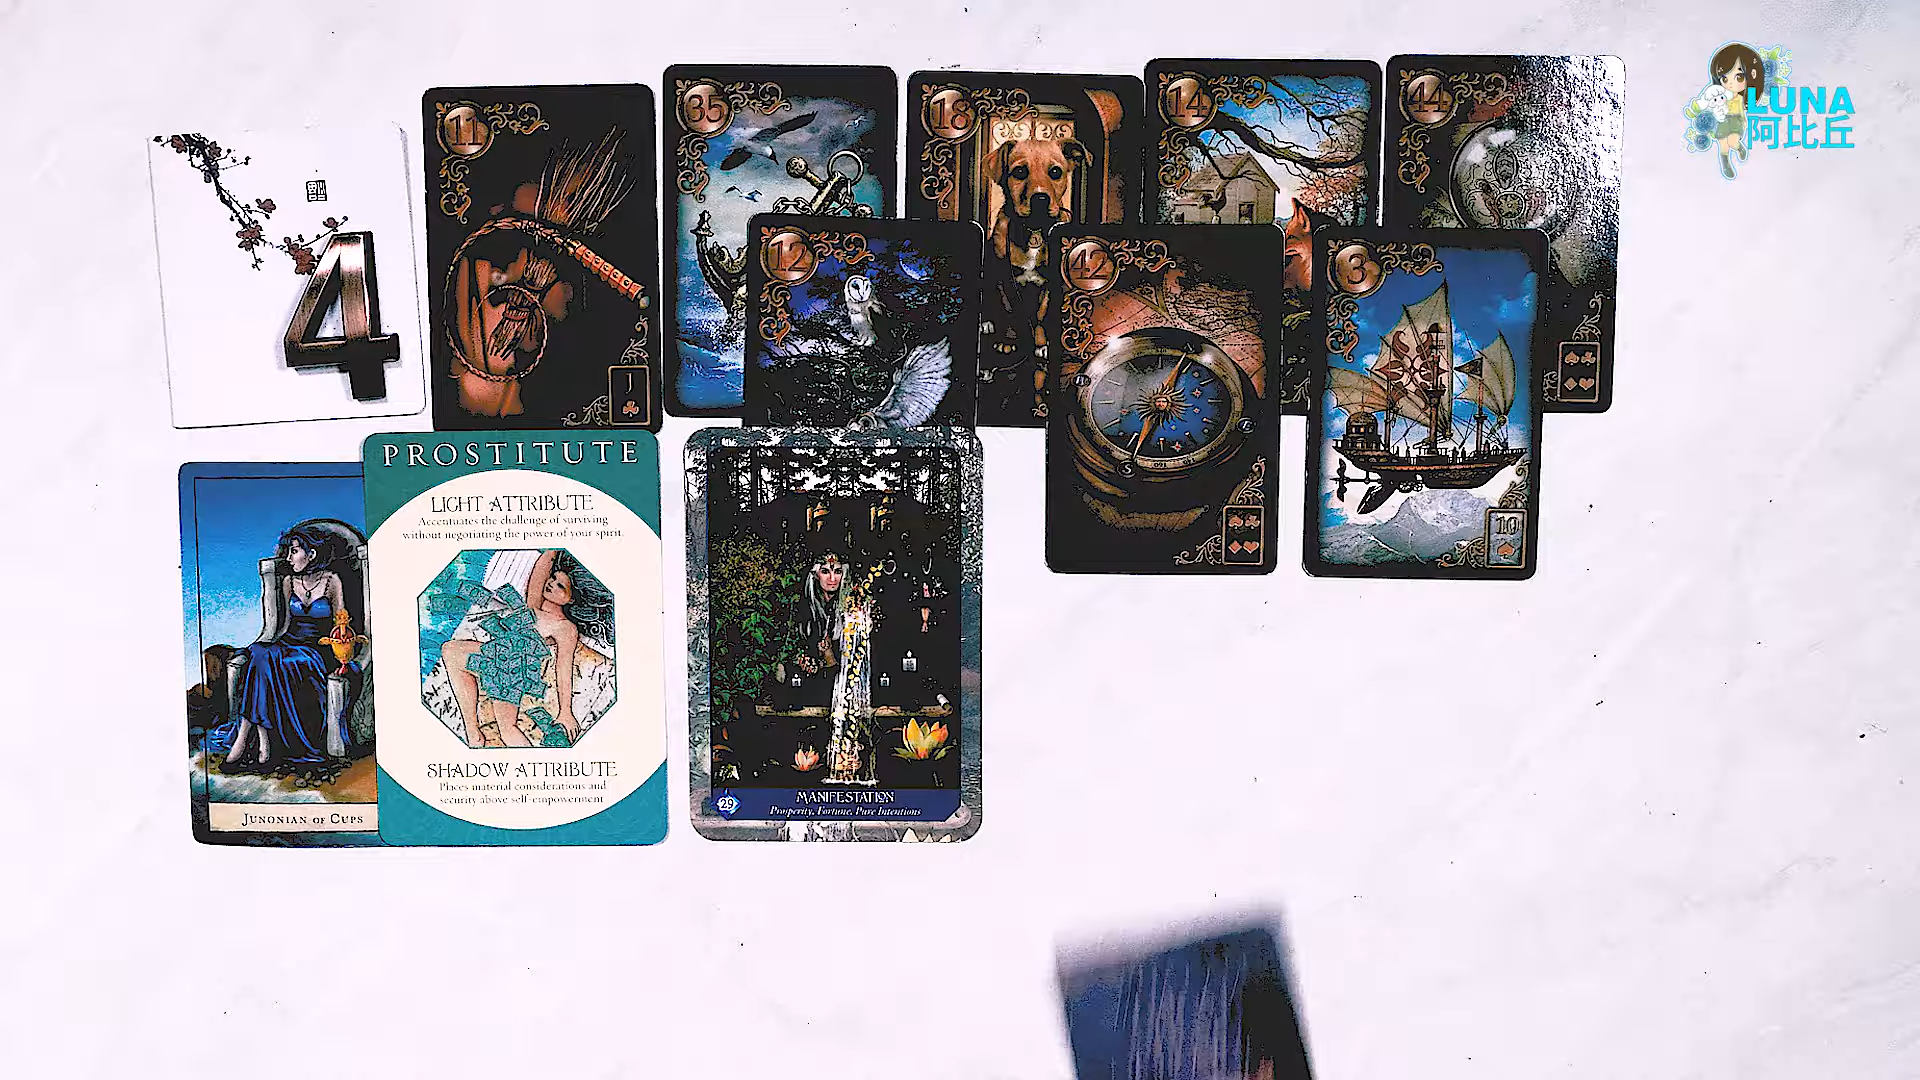 LUNA
阿比丘
11
35
18
14
44
4
12
42
3
J
10
PROSTITUTE
LIGHT ATTRIBUTE
Accentuates the challenge of surviving
without negotiating the power of your spirit.
SHADOW ATTRIBUTE
Places material considerations and
security above self-empowerment
JUNONIAN OF CUPS
29
MANIFESTATION
Prosperity, Fortune, Pure Intentions